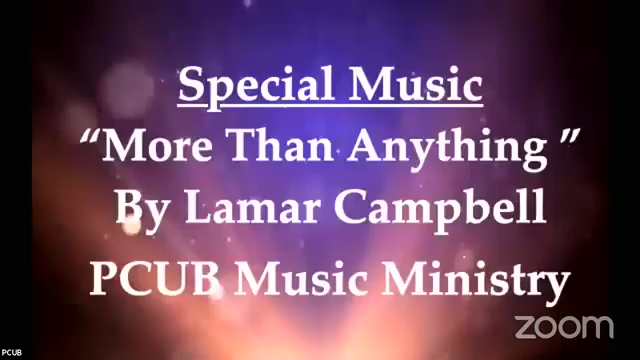 Special Music
“More Than Anything ”
By Lamar Campbell
PCUB Music Ministry
zoom
PCUB